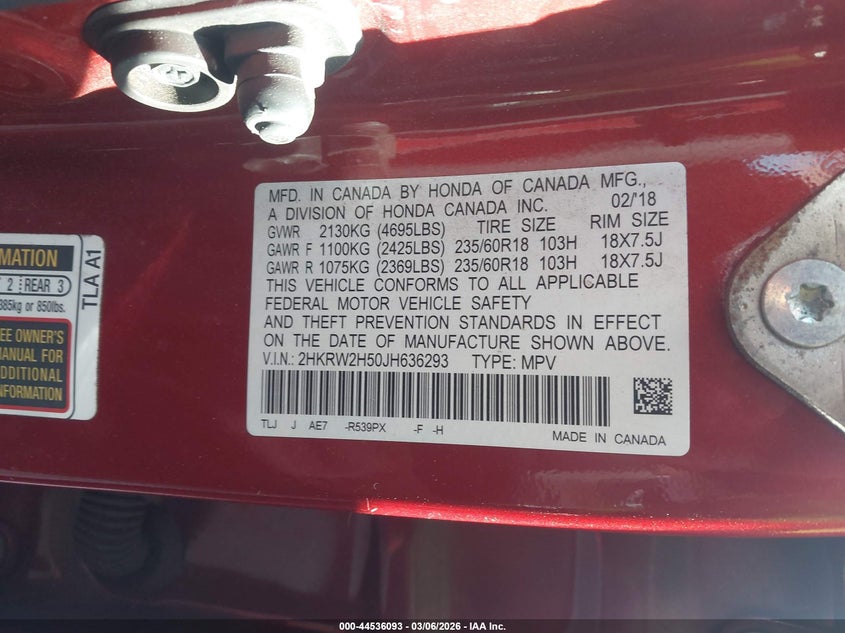 MFD. IN CANADA BY HONDA OF CANADA MFG.,
A DIVISION OF HONDA CANADA INC. 02/'18
GVWR 2130KG (4695LBS) TIRE SIZE RIM SIZE
GAWR F 1100KG (2425LBS) 235/60R18 103H 18X7.5J
GAWR R 1075KG (2369LBS) 235/60R18 103H 18X7.5J
THIS VEHICLE CONFORMS TO ALL APPLICABLE
FEDERAL MOTOR VEHICLE SAFETY
AND THEFT PREVENTION STANDARDS IN EFFECT
ON THE DATE OF MANUFACTURE SHOWN ABOVE.
V.I.N.: 2HKRW2H50JH636293 TYPE: MPV
TLJ J AE7 -R539PX -F -H
MADE IN CANADA
MATION
2 REAR 3
385kg or 850lbs.
EE OWNER'S
MANUAL FOR
ADDITIONAL
INFORMATION
TLA A1
000-44536093 - 03/06/2026 - IAA Inc.